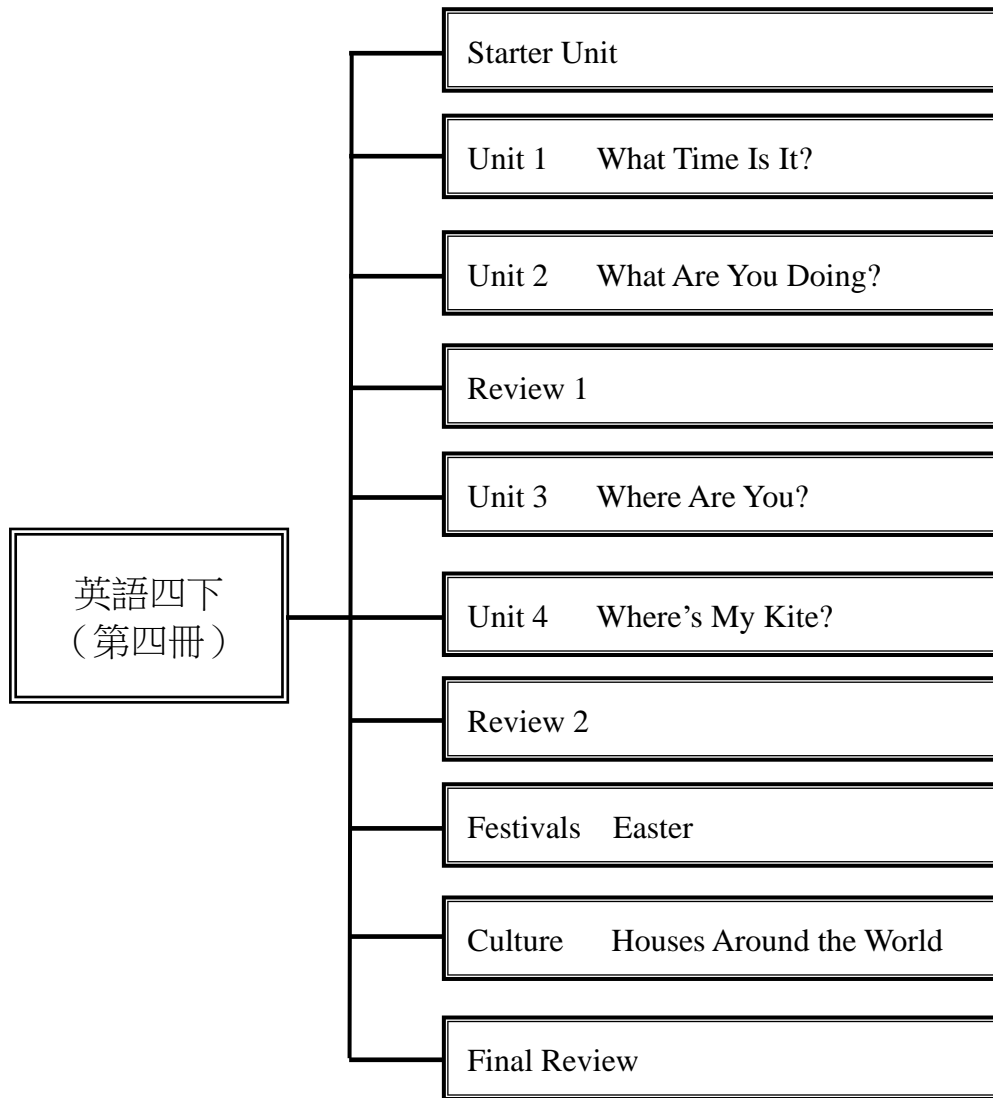 Starter Unit
Unit 1 What Time Is It?
Unit 2 What Are You Doing?
Review 1
Unit 3 Where Are You?
英語四下
（第四冊）
Unit 4 Where's My Kite?
Review 2
Festivals Easter
Culture Houses Around the World
Final Review